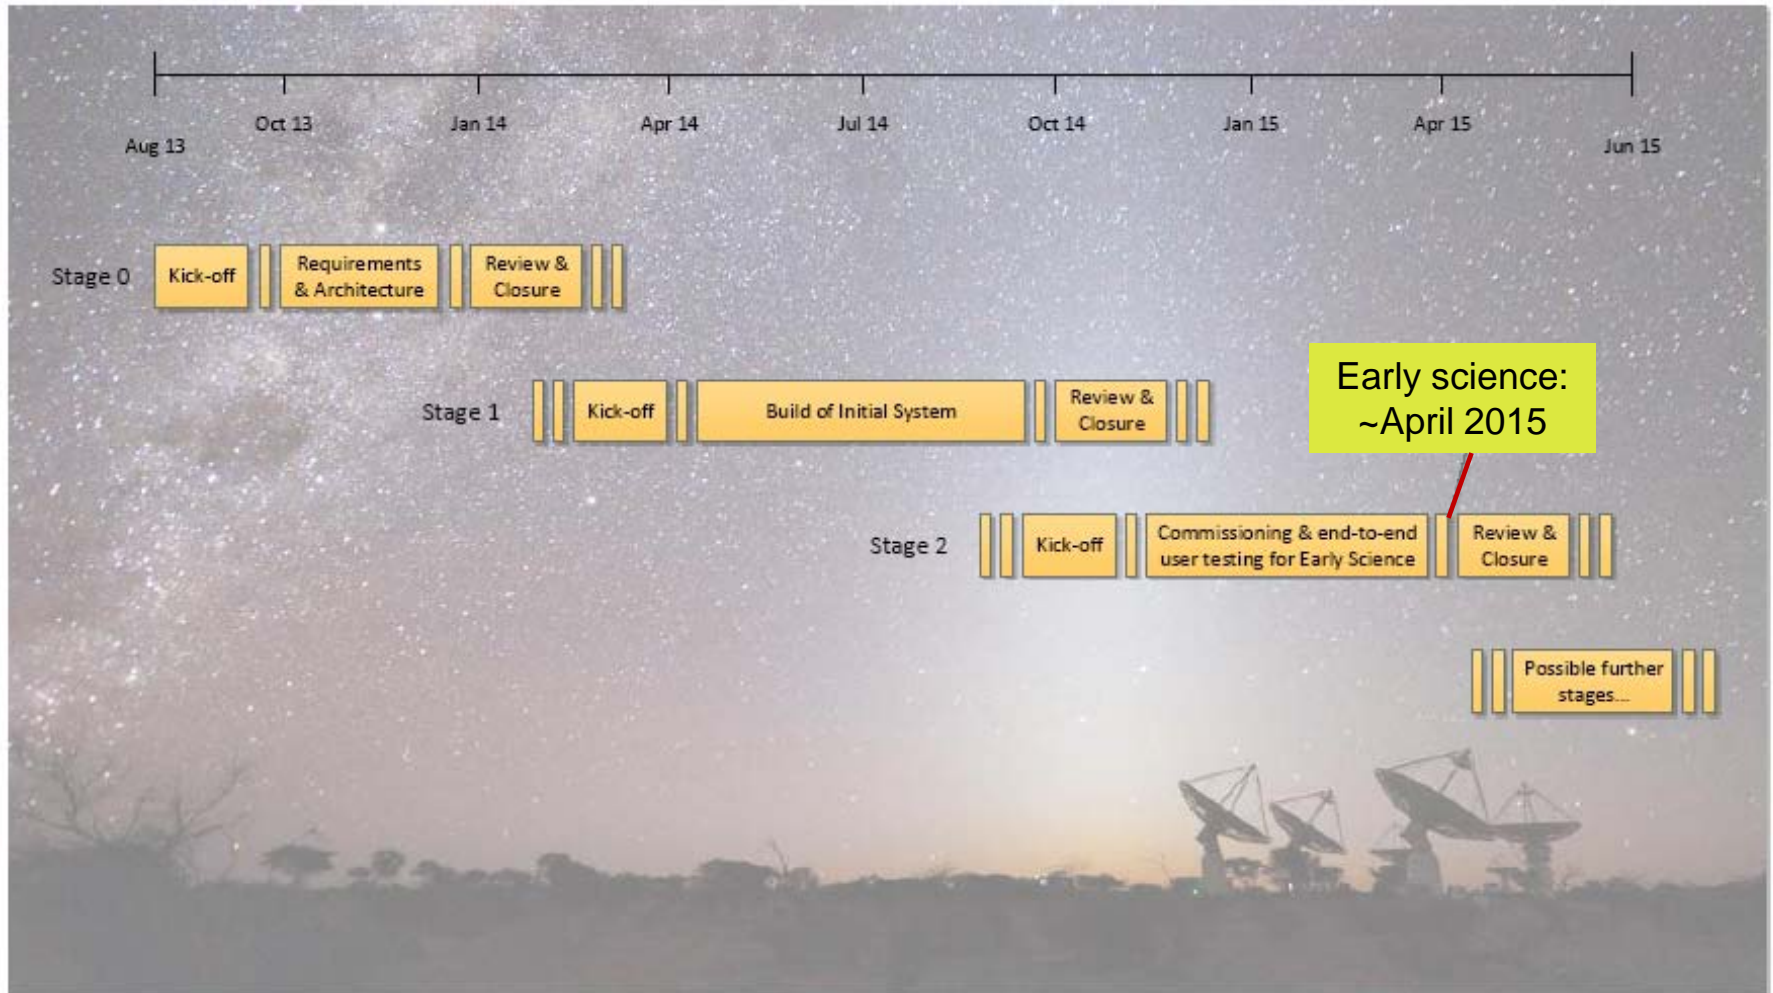 Oct 13
Jan 14
Apr 14
Jul 14
Oct 14
Jan 15
Apr 15
Aug 13
Jun 15
Stage 0
Kick-off
Requirements
& Architecture
Review &
Closure
Stage 1
Kick-off
Build of Initial System
Review &
Closure
Early science:
~April 2015
Stage 2
Kick-off
Commissioning & end-to-end
user testing for Early Science
Review &
Closure
Possible further
stages...